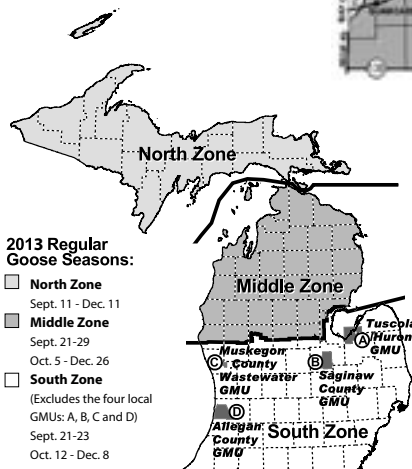 North Zone
2013 Regular
Goose Seasons:
North Zone
Sept. 11 - Dec. 11
Middle Zone
Sept. 21-29
Oct. 5 - Dec. 26
South Zone
(Excludes the four local
GMUs: A, B, C and D)
Sept. 21-23
Oct. 12 - Dec. 8
Middle Zone
Tuscola
Huron
GMU
A
C
Muskegon
County
Wastewater
GMU
B
Saginaw
County
GMU
D
Allegan
County
GMU
South Zone